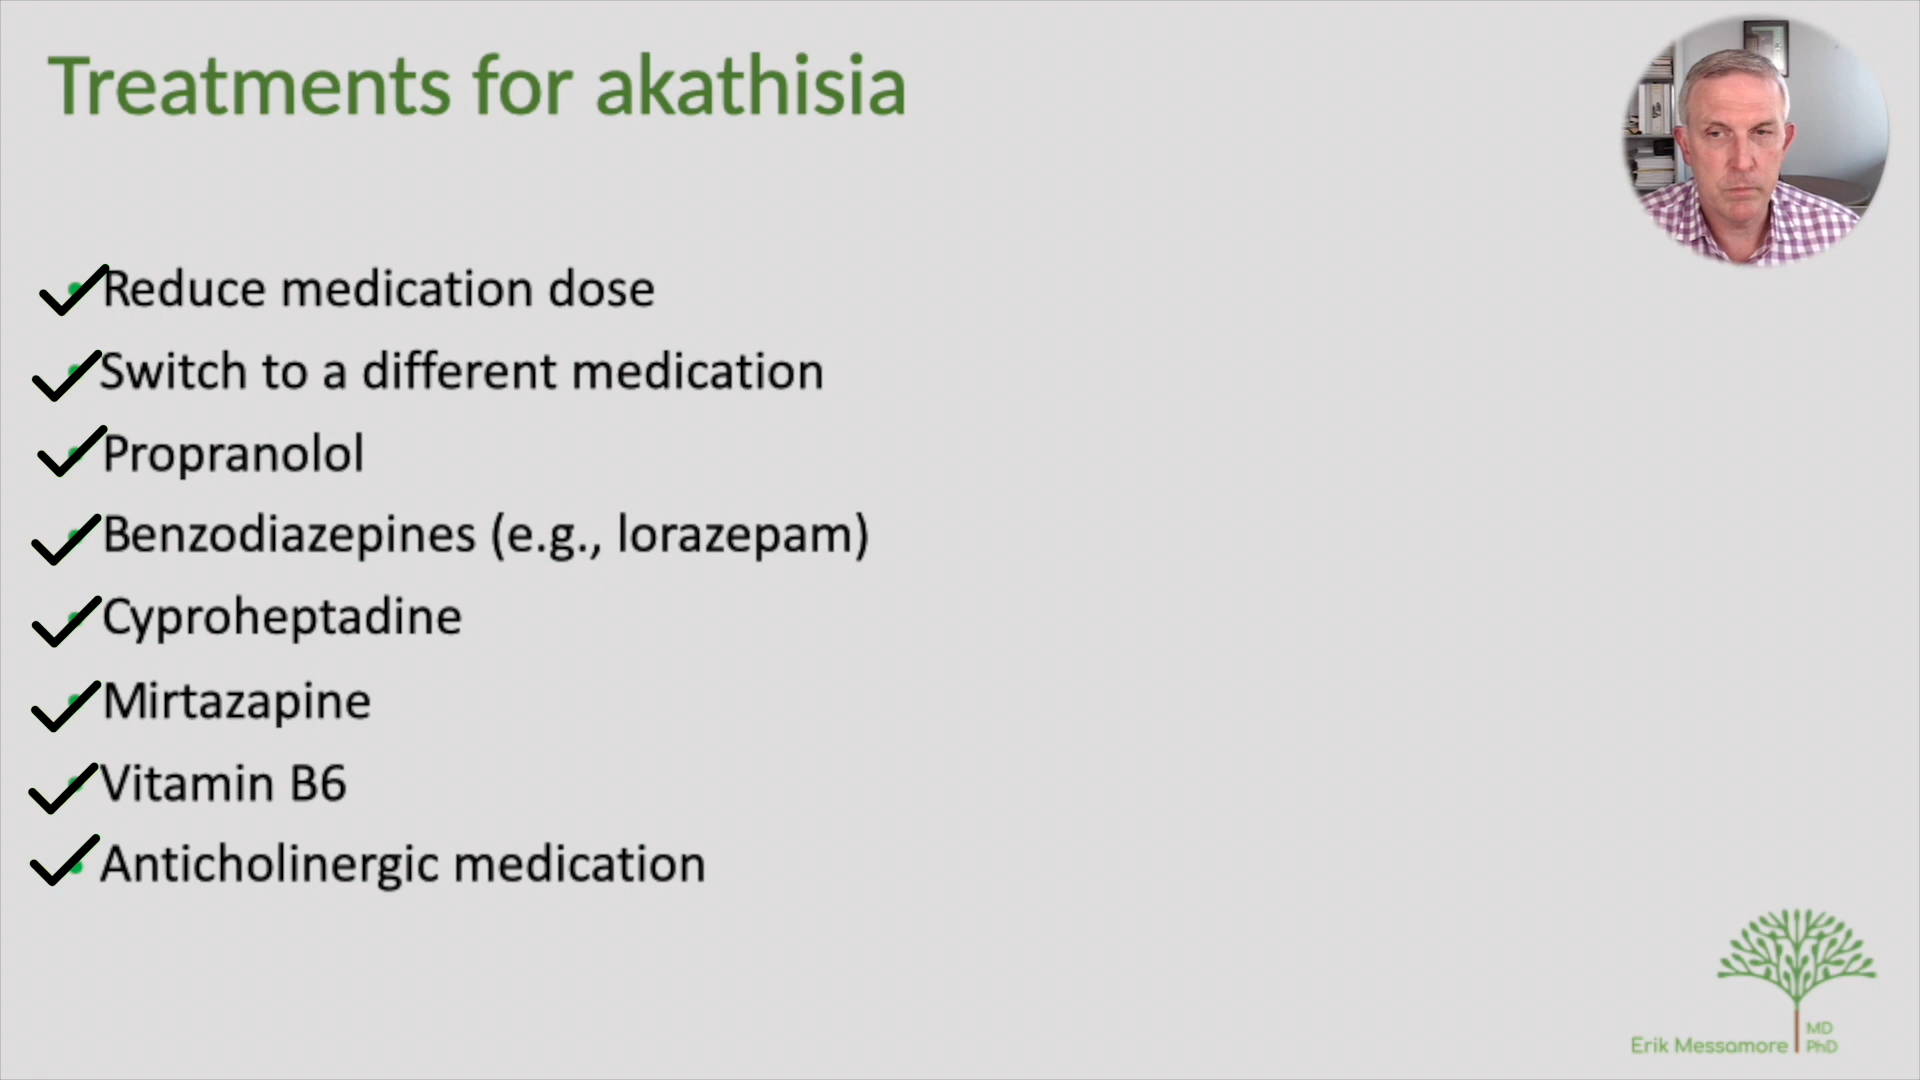 Treatments for akathisia
Reduce medication dose
Switch to a different medication
Propranolol
Benzodiazepines (e.g., lorazepam)
Cyproheptadine
Mirtazapine
Vitamin B6
Anticholinergic medication
Erik Messamore MD PhD